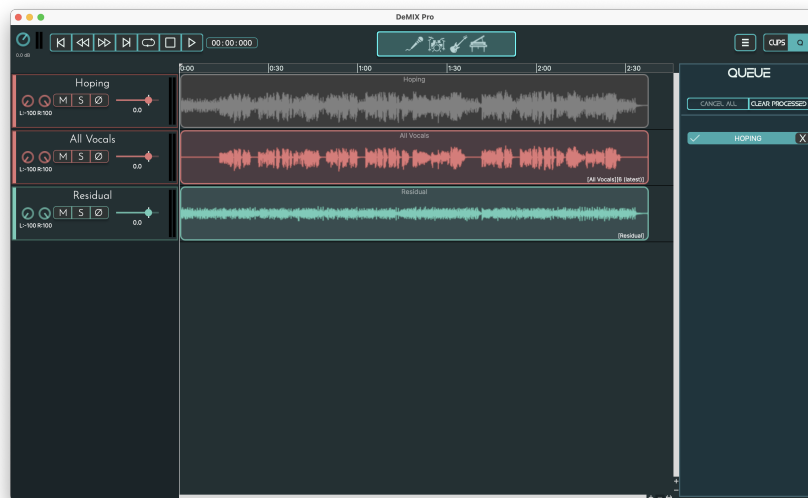 DeMIX Pro
0.0 dB
00:00:000
CLIPS Q
0:00 0:30 1:00 1:30 2:00 2:30
QUEUE
CANCEL ALL CLEAR PROCESSED
HOPING X
Hoping
M S Ø
L:-100 R:100 0.0
Hoping
All Vocals
M S Ø
L:-100 R:100 0.0
All Vocals
[All Vocals][8 (latest)]
Residual
M S Ø
L:-100 R:100 0.0
Residual
[Residual]